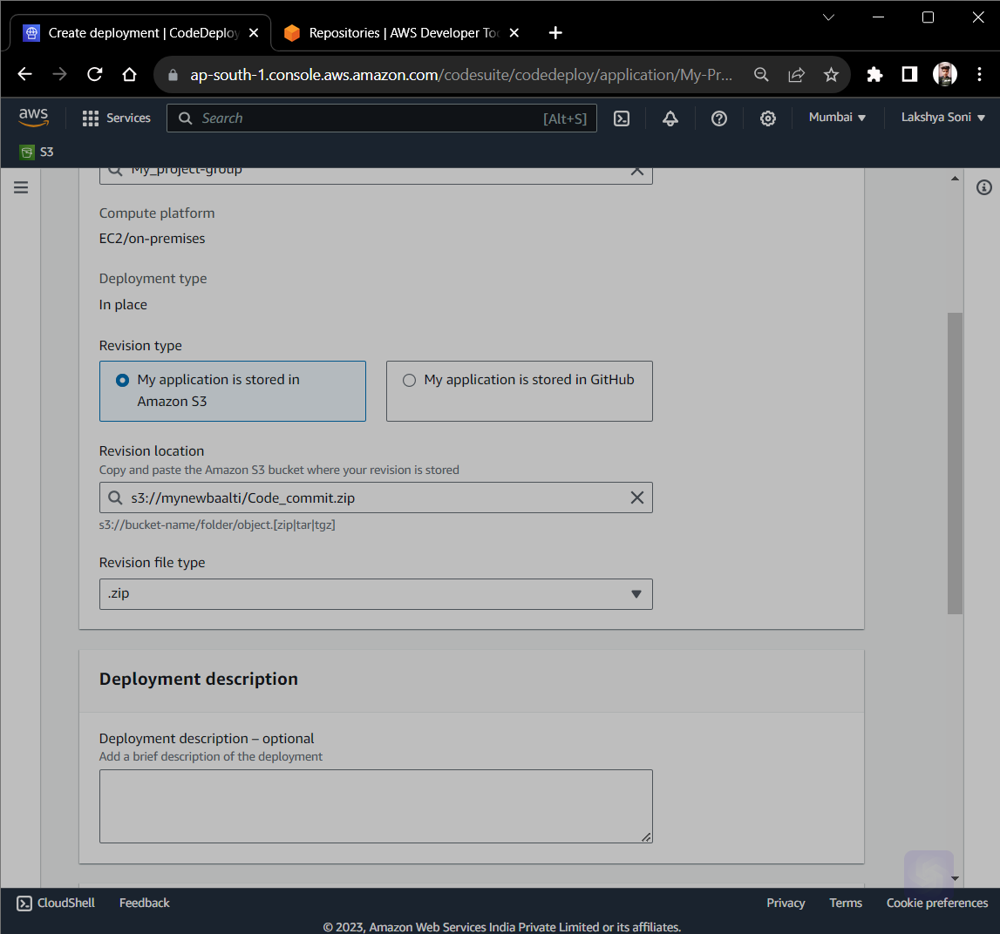 Create deployment | CodeDeploy
Repositories | AWS Developer Too
ap-south-1.console.aws.amazon.com/codesuite/codedeploy/application/My-Pr...
aws
Services
Search
[Alt+S]
Mumbai
Lakshya Soni
S3
My_project-group
Compute platform
EC2/on-premises
Deployment type
In place
Revision type
My application is stored in
Amazon S3
My application is stored in GitHub
Revision location
Copy and paste the Amazon S3 bucket where your revision is stored
s3://mynewbaalti/Code_commit.zip
s3://bucket-name/folder/object.[zip|tar|tgz]
Revision file type
.zip
Deployment description
Deployment description – optional
Add a brief description of the deployment
CloudShell
Feedback
Privacy
Terms
Cookie preferences
© 2023, Amazon Web Services India Private Limited or its affiliates.